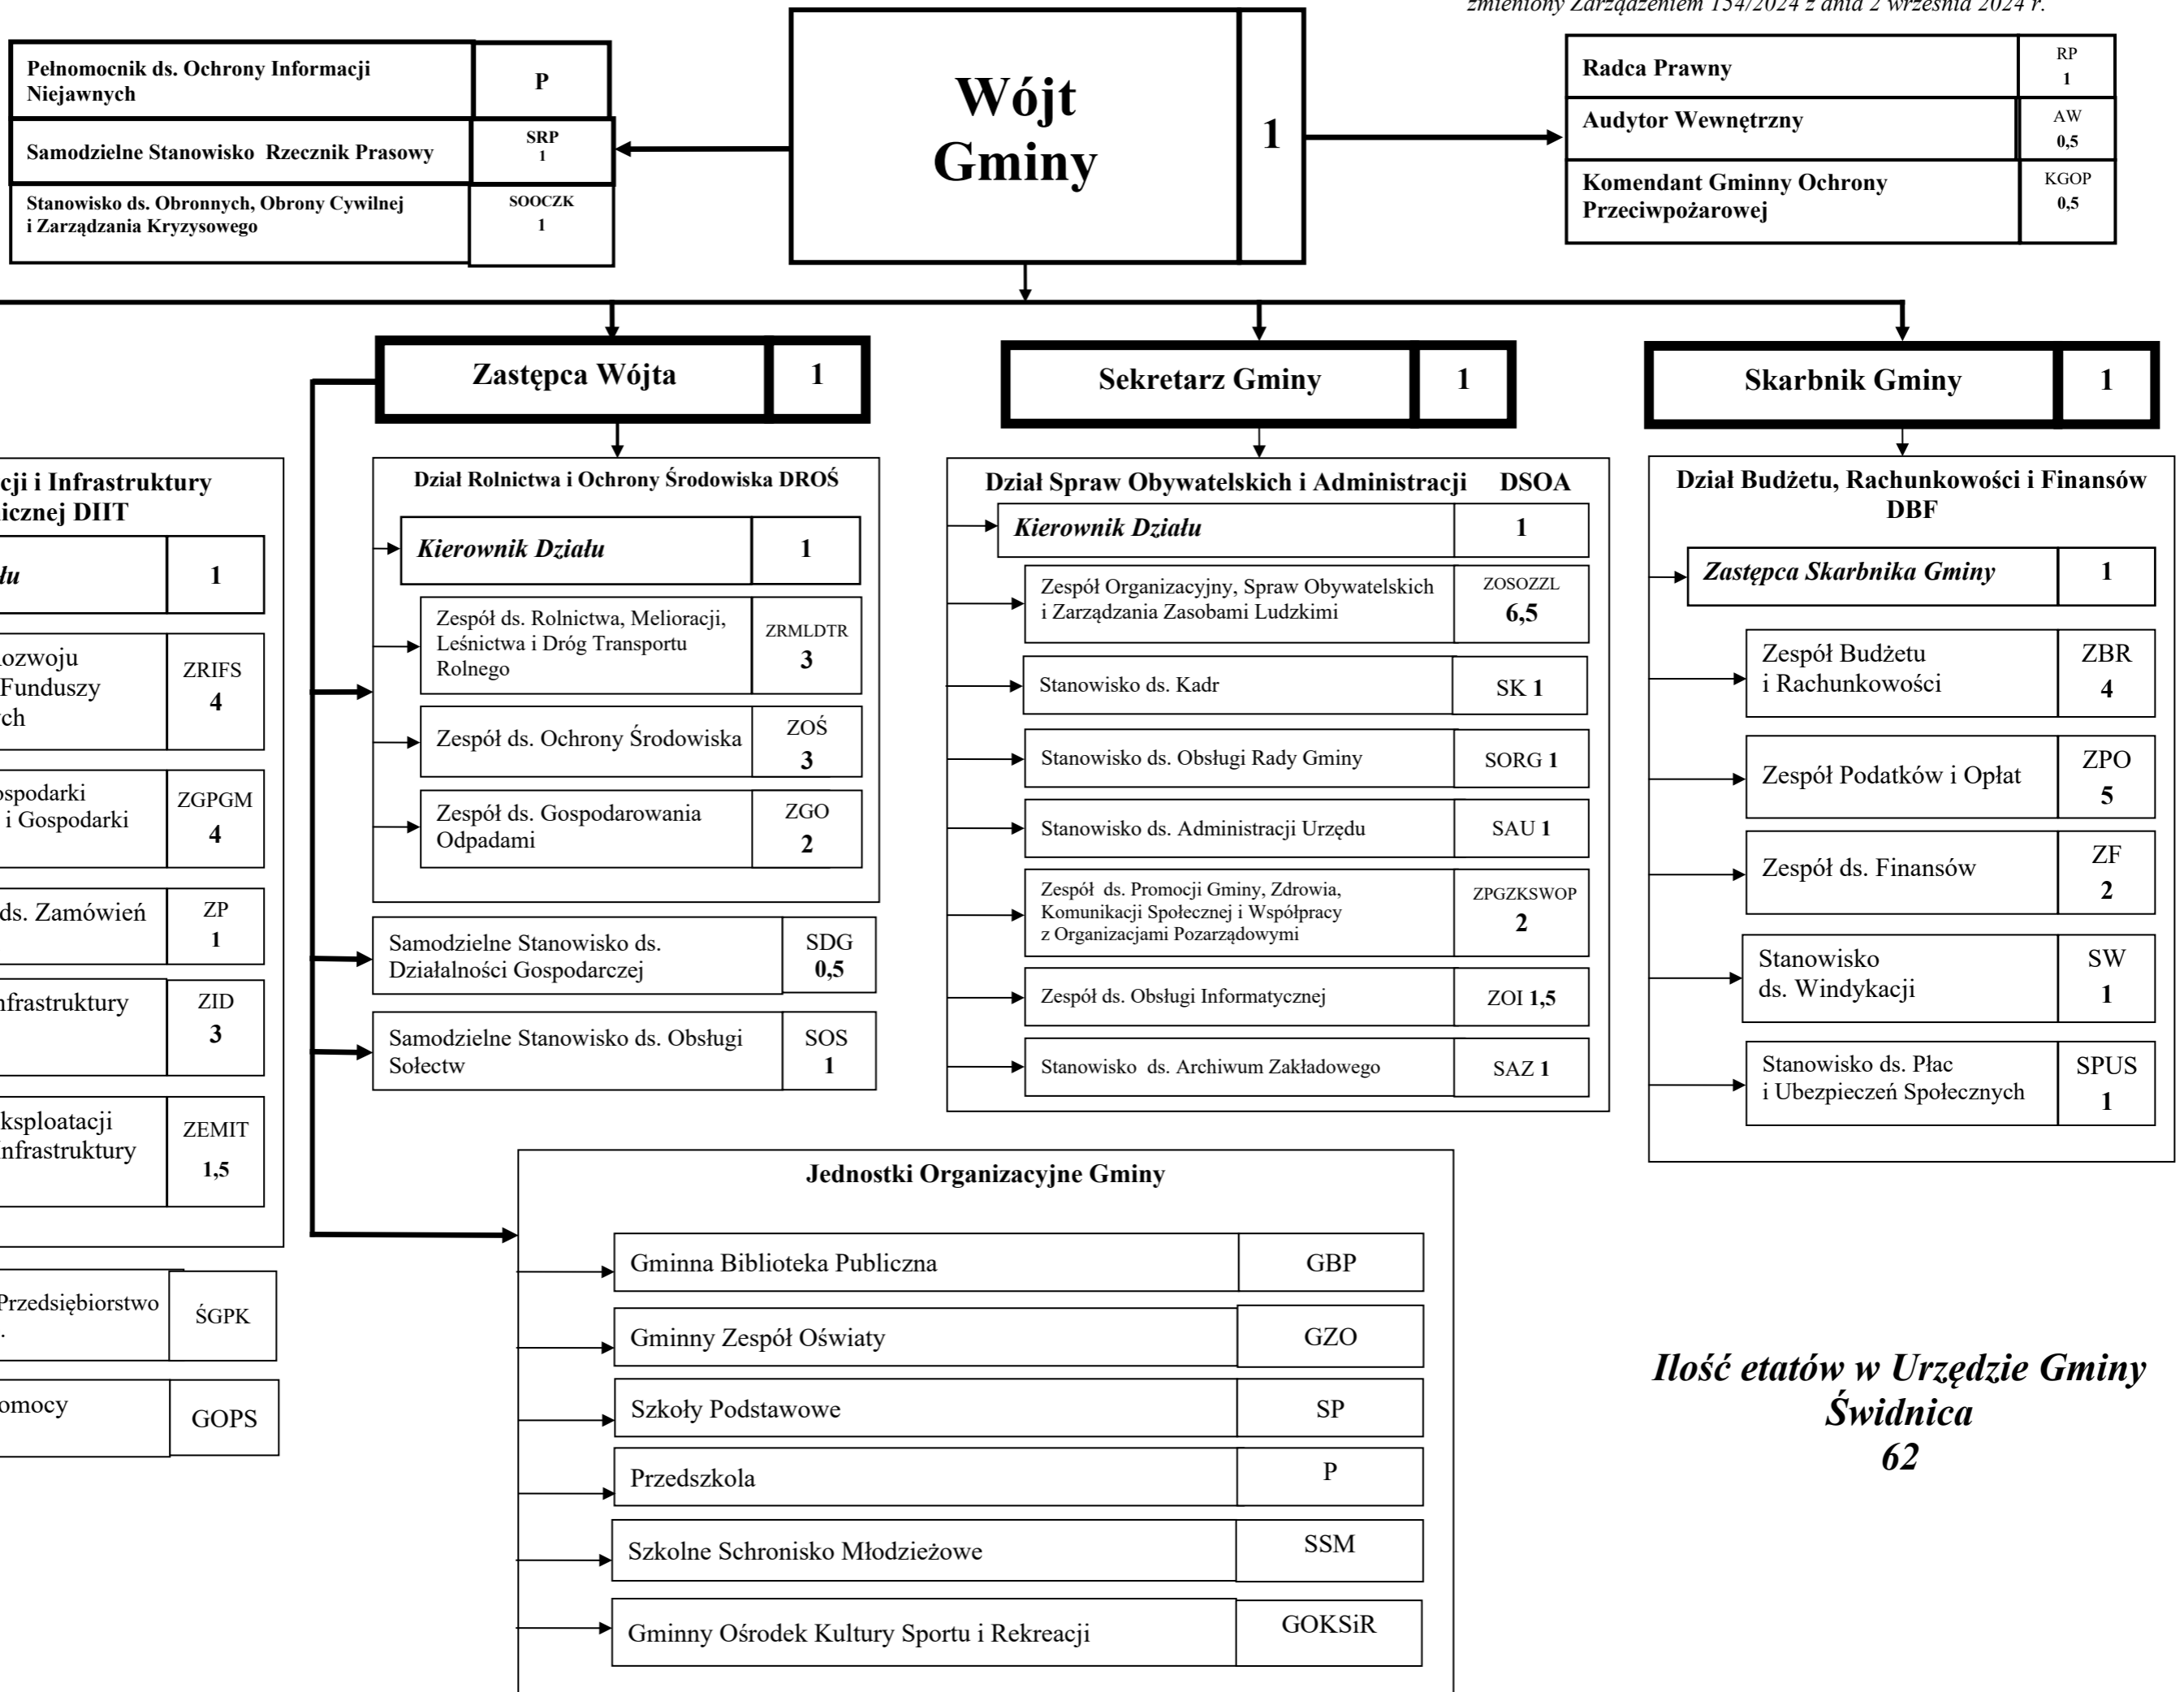 zmieniony Zarządzeniem 154/2024 z dnia 2 września 2024 r.
Pełnomocnik ds. Ochrony Informacji
Niejawnych
P
Samodzielne Stanowisko Rzecznik Prasowy
SRP
1
Stanowisko ds. Obronnych, Obrony Cywilnej
i Zarządzania Kryzysowego
SOOCZK
1
Wójt
Gminy
1
Radca Prawny
RP
1
Audytor Wewnętrzny
AW
0,5
Komendant Gminny Ochrony
Przeciwpożarowej
KGOP
0,5
Zastępca Wójta
1
Sekretarz Gminy
1
Skarbnik Gminy
1
cji i Infrastruktury
icznej DIIT
łu
1
ozwoju
Funduszy
ch
ZRIFS
4
ospodarki
i Gospodarki
ZGPGM
4
ds. Zamówień
ZP
1
nfrastruktury
ZID
3
ksploatacji
nfrastruktury
ZEMIT
1,5
Przedsiębiorstwo
.
ŚGPK
omocy
GOPS
Dział Rolnictwa i Ochrony Środowiska DROŚ
Kierownik Działu
1
Zespół ds. Rolnictwa, Melioracji,
Leśnictwa i Dróg Transportu
Rolnego
ZRMLDTR
3
Zespół ds. Ochrony Środowiska
ZOŚ
3
Zespół ds. Gospodarowania
Odpadami
ZGO
2
Samodzielne Stanowisko ds.
Działalności Gospodarczej
SDG
0,5
Samodzielne Stanowisko ds. Obsługi
Sołectw
SOS
1
Dział Spraw Obywatelskich i Administracji DSOA
Kierownik Działu
1
Zespół Organizacyjny, Spraw Obywatelskich
i Zarządzania Zasobami Ludzkimi
ZOSOZZL
6,5
Stanowisko ds. Kadr
SK 1
Stanowisko ds. Obsługi Rady Gminy
SORG 1
Stanowisko ds. Administracji Urzędu
SAU 1
Zespół ds. Promocji Gminy, Zdrowia,
Komunikacji Społecznej i Współpracy
z Organizacjami Pozarządowymi
ZPGZKSWOP
2
Zespół ds. Obsługi Informatycznej
ZOI 1,5
Stanowisko ds. Archiwum Zakładowego
SAZ 1
Dział Budżetu, Rachunkowości i Finansów
DBF
Zastępca Skarbnika Gminy
1
Zespół Budżetu
i Rachunkowości
ZBR
4
Zespół Podatków i Opłat
ZPO
5
Zespół ds. Finansów
ZF
2
Stanowisko
ds. Windykacji
SW
1
Stanowisko ds. Płac
i Ubezpieczeń Społecznych
SPUS
1
Jednostki Organizacyjne Gminy
Gminna Biblioteka Publiczna
GBP
Gminny Zespół Oświaty
GZO
Szkoły Podstawowe
SP
Przedszkola
P
Szkolne Schronisko Młodzieżowe
SSM
Gminny Ośrodek Kultury Sportu i Rekreacji
GOKSiR
Ilość etatów w Urzędzie Gminy
Świdnica
62